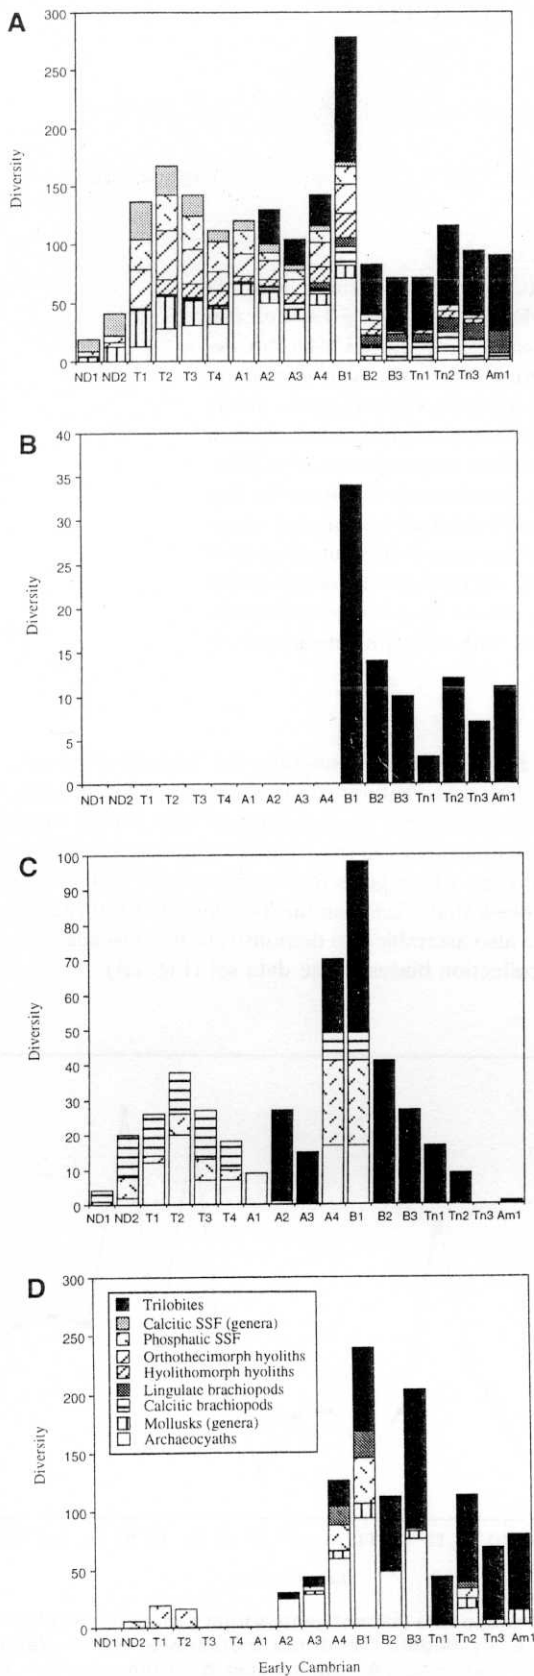 A
300
250
200
150
100
50
0
Diversity
ND1 ND2 T1 T2 T3 T4 A1 A2 A3 A4 B1 B2 B3 Tn1 Tn2 Tn3 Am1
B
40
35
30
25
20
15
10
5
0
Diversity
ND1 ND2 T1 T2 T3 T4 A1 A2 A3 A4 B1 B2 B3 Tn1 Tn2 Tn3 Am1
C
100
90
80
70
60
50
40
30
20
10
0
Diversity
ND1 ND2 T1 T2 T3 T4 A1 A2 A3 A4 B1 B2 B3 Tn1 Tn2 Tn3 Am1
D
300
250
200
150
100
50
0
Diversity
Trilobites
Calcitic SSF (genera)
Phosphatic SSF
Orthothecimorph hyoliths
Hyolithomorph hyoliths
Lingulate brachiopods
Calcitic brachiopods
Mollusks (genera)
Archaeocyaths
ND1 ND2 T1 T2 T3 T4 A1 A2 A3 A4 B1 B2 B3 Tn1 Tn2 Tn3 Am1
Early Cambrian